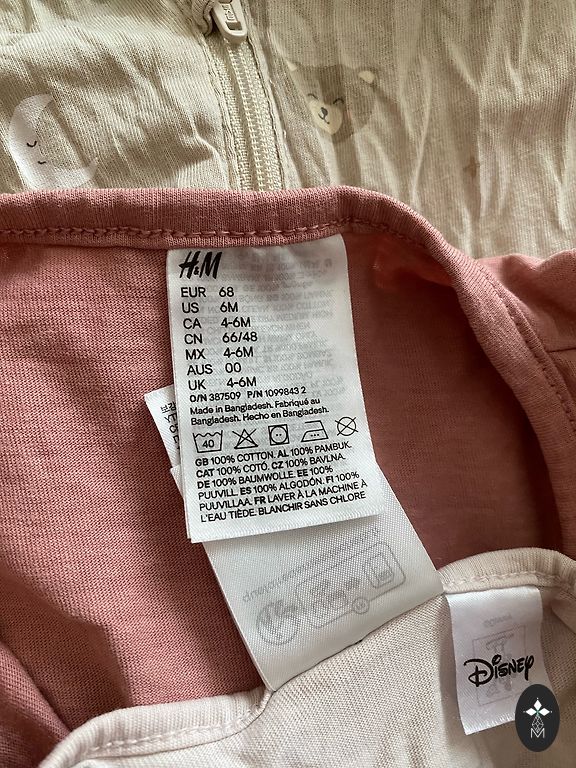 H&M
H&M
EUR 68
US 6M
CA 4-6M
CN 66/48
MX 4-6M
AUS 00
UK 4-6M
O/N 387509 P/N 1099843 2
Made in Bangladesh. Fabriqué au
Bangladesh. Hecho en Bangladesh.
40
GB 100% COTTON. AL 100% PAMBUK.
CAT 100% COTÓ. CZ 100% BAVLNA.
DE 100% BAUMWOLLE. EE 100%
PUUVILL. ES 100% ALGODÓN. FI 100%
PUUVILLAA. FR LAVER À LA MACHINE À
L'EAU TIÈDE. BLANCHIR SANS CHLORE
Disney
M